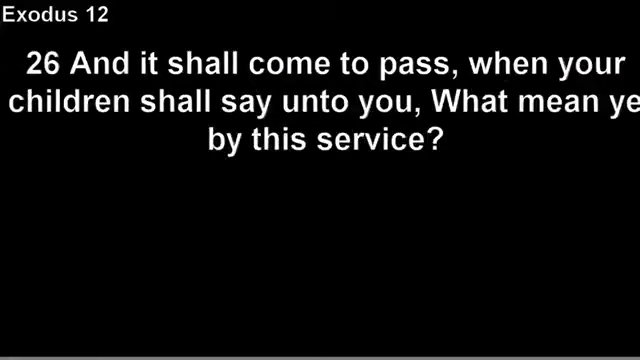 Exodus 12
26 And it shall come to pass, when your
children shall say unto you, What mean ye
by this service?